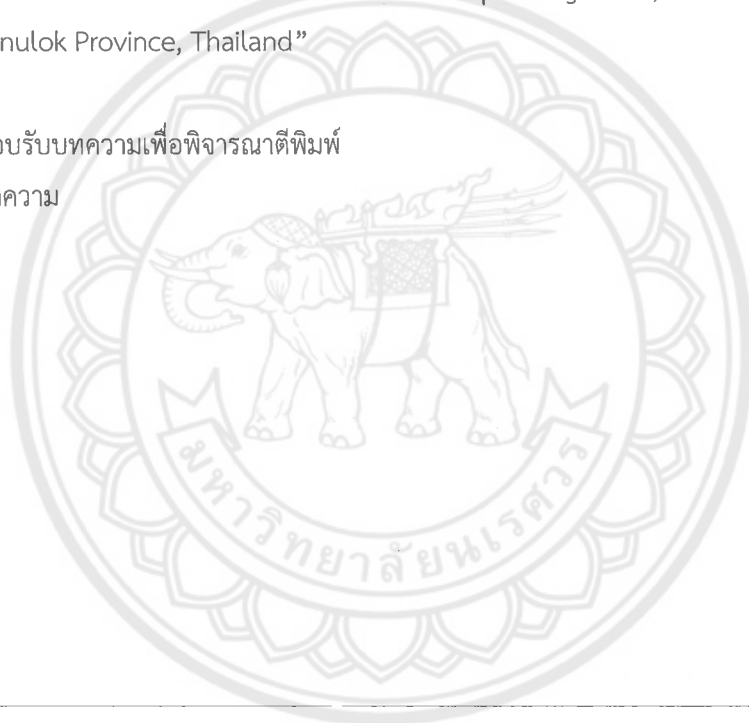 nulok Province, Thailand”
อบรับบทความเพื่อพิจารณาตีพิมพ์
ความ
มหาวิทยาลัยนเรศวร